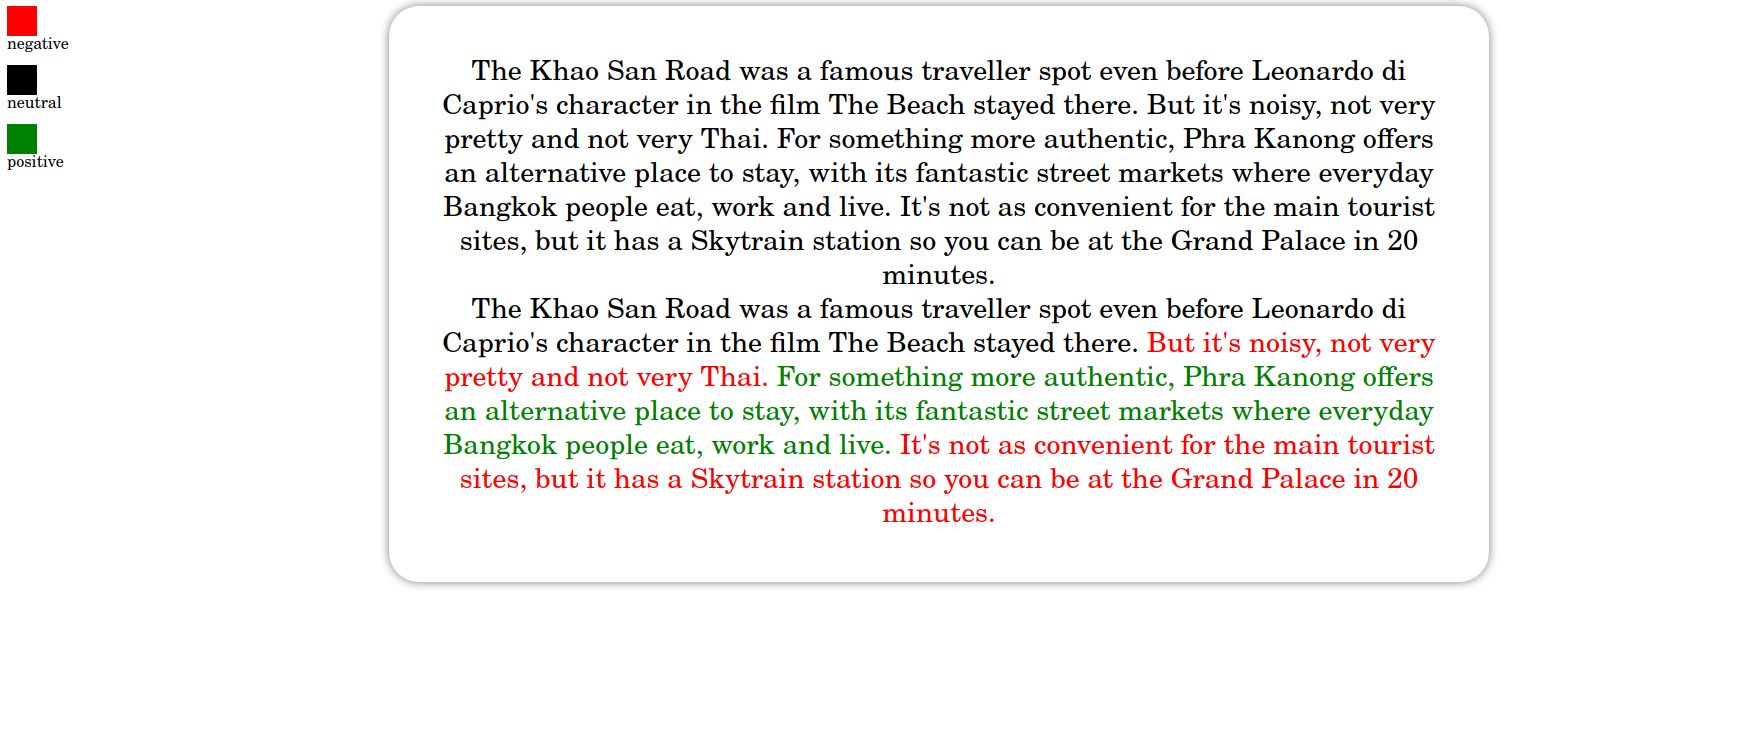 negative
neutral
positive
The Khao San Road was a famous traveller spot even before Leonardo di
Caprio's character in the film The Beach stayed there. But it's noisy, not very
pretty and not very Thai. For something more authentic, Phra Kanong offers
an alternative place to stay, with its fantastic street markets where everyday
Bangkok people eat, work and live. It's not as convenient for the main tourist
sites, but it has a Skytrain station so you can be at the Grand Palace in 20
minutes.
The Khao San Road was a famous traveller spot even before Leonardo di
Caprio's character in the film The Beach stayed there. But it's noisy, not very
pretty and not very Thai. For something more authentic, Phra Kanong offers
an alternative place to stay, with its fantastic street markets where everyday
Bangkok people eat, work and live. It's not as convenient for the main tourist
sites, but it has a Skytrain station so you can be at the Grand Palace in 20
minutes.